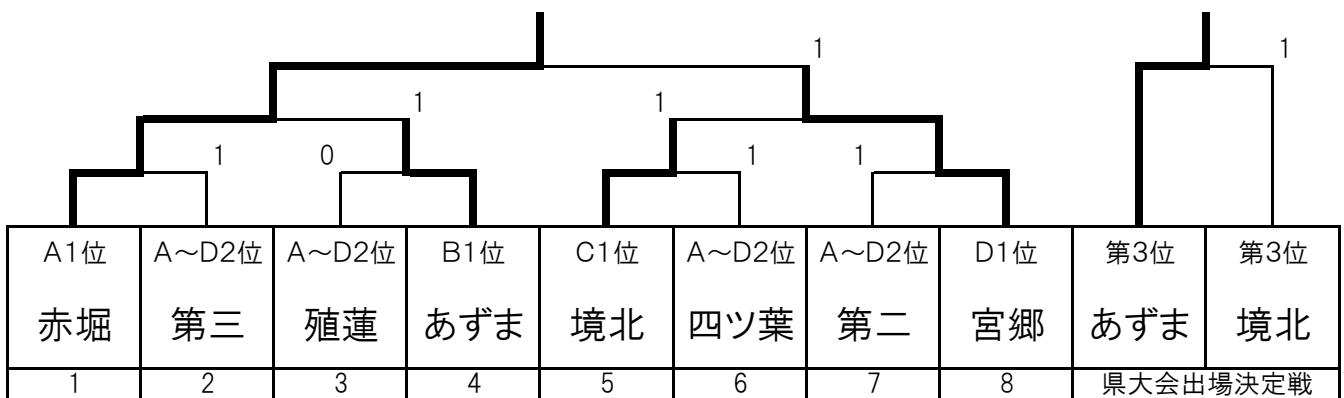 1 1
1 1
1 0 1 1
A1位 A～D2位 A～D2位 B1位 C1位 A～D2位 A～D2位 D1位 第3位 第3位
赤堀 第三 殖蓮 あずま 境北 四ツ葉 第二 宮郷 あずま 境北
1 2 3 4 5 6 7 8 県大会出場決定戦